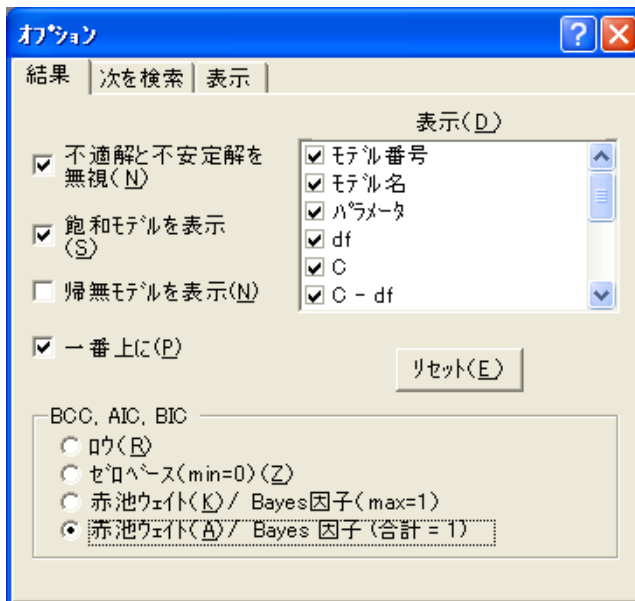 オプション
結果
次を検索
表示
表示(D)
不適解と不安定解を
無視(N)
飽和モデルを表示
(S)
帰無モデルを表示(N)
一番上に(P)
モデル番号
モデル名
パラメータ
df
C
C - df
リセット(E)
BCC, AIC, BIC
ロウ(R)
ゼロベース(min=0)(Z)
赤池ウェイト(K)/ Bayes因子(max=1)
赤池ウェイト(A)/ Bayes 因子 (合計 = 1)